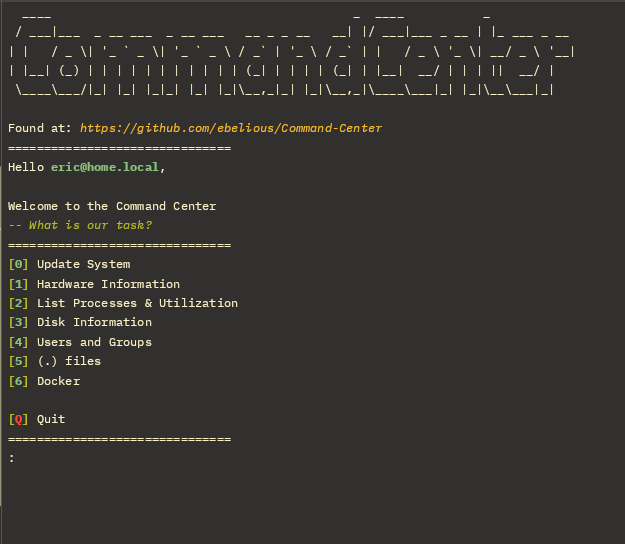 CommandCenter
Found at: https://github.com/ebelious/Command-Center
===============================
Hello eric@home.local,
Welcome to the Command Center
-- What is our task?
===============================
[0] Update System
[1] Hardware Information
[2] List Processes & Utilization
[3] Disk Information
[4] Users and Groups
[5] (.) files
[6] Docker
[Q] Quit
===============================
: